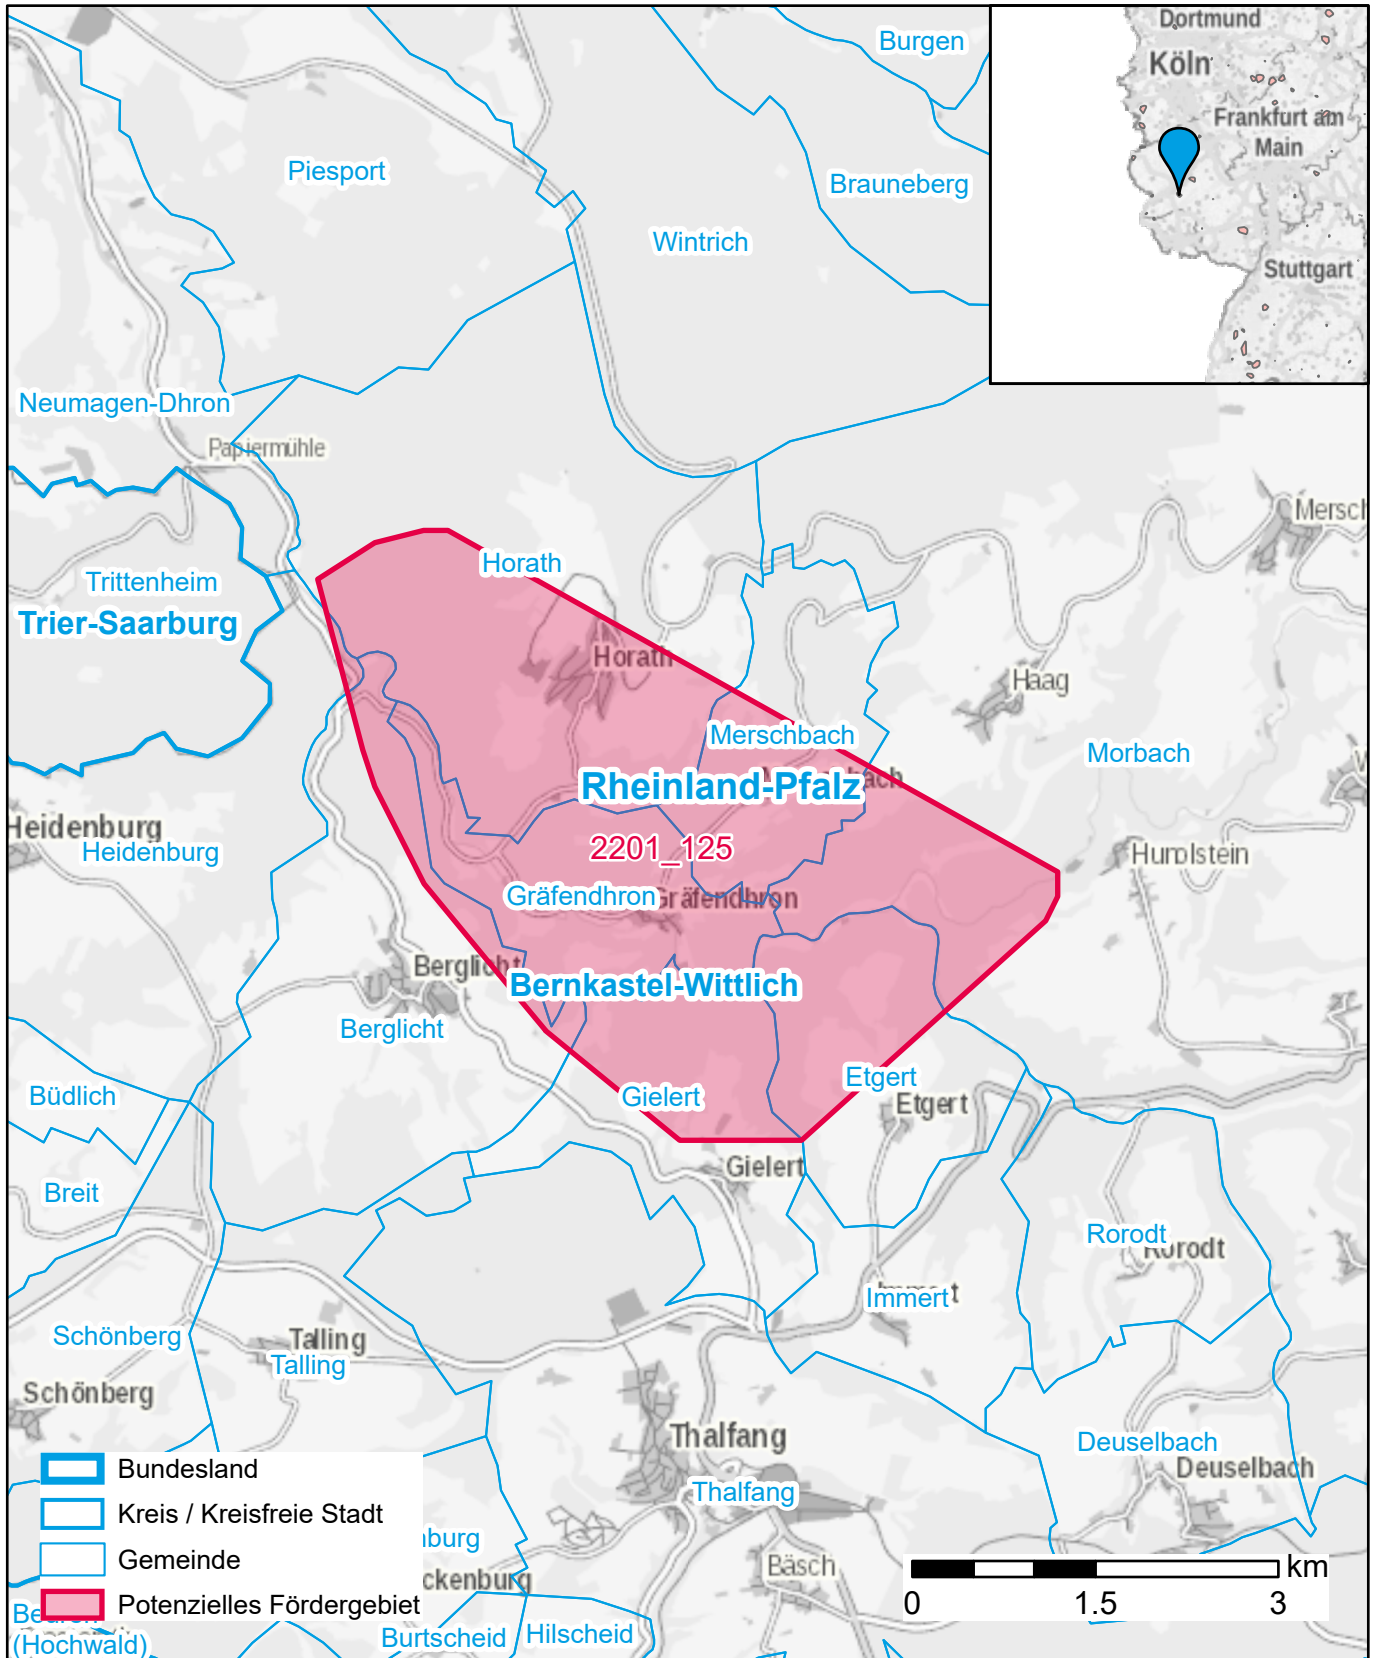 Dortmund
Burgen
Köln
Frankfurt am
Main
Piesport
Brauneberg
Wintrich
Stuttgart
Neumagen-Dhron
Papiermühle
Horath
Trittenheim
Trier-Saarburg
Horath
Haag
Merschbach
Morbach
Rheinland-Pfalz
Heidenburg
Heidenburg
2201_125
Hunolstein
Gräfendhron
Gräfendhron
Berglicht
Bernkastel-Wittlich
Berglicht
Etgert
Büdlich
Gielert
Etgert
Gielert
Breit
Rorodt
Rorodt
Immert
Schönberg
Talling
Talling
Schönberg
Thalfang
Deuselbach
Deuselbach
Thalfang
Bundesland
Kreis / Kreisfreie Stadt
Gemeinde
Potenzielles Fördergebiet
Bäsch
km
0 1.5 3
(Hochwald)
Burtscheid
Hilscheid